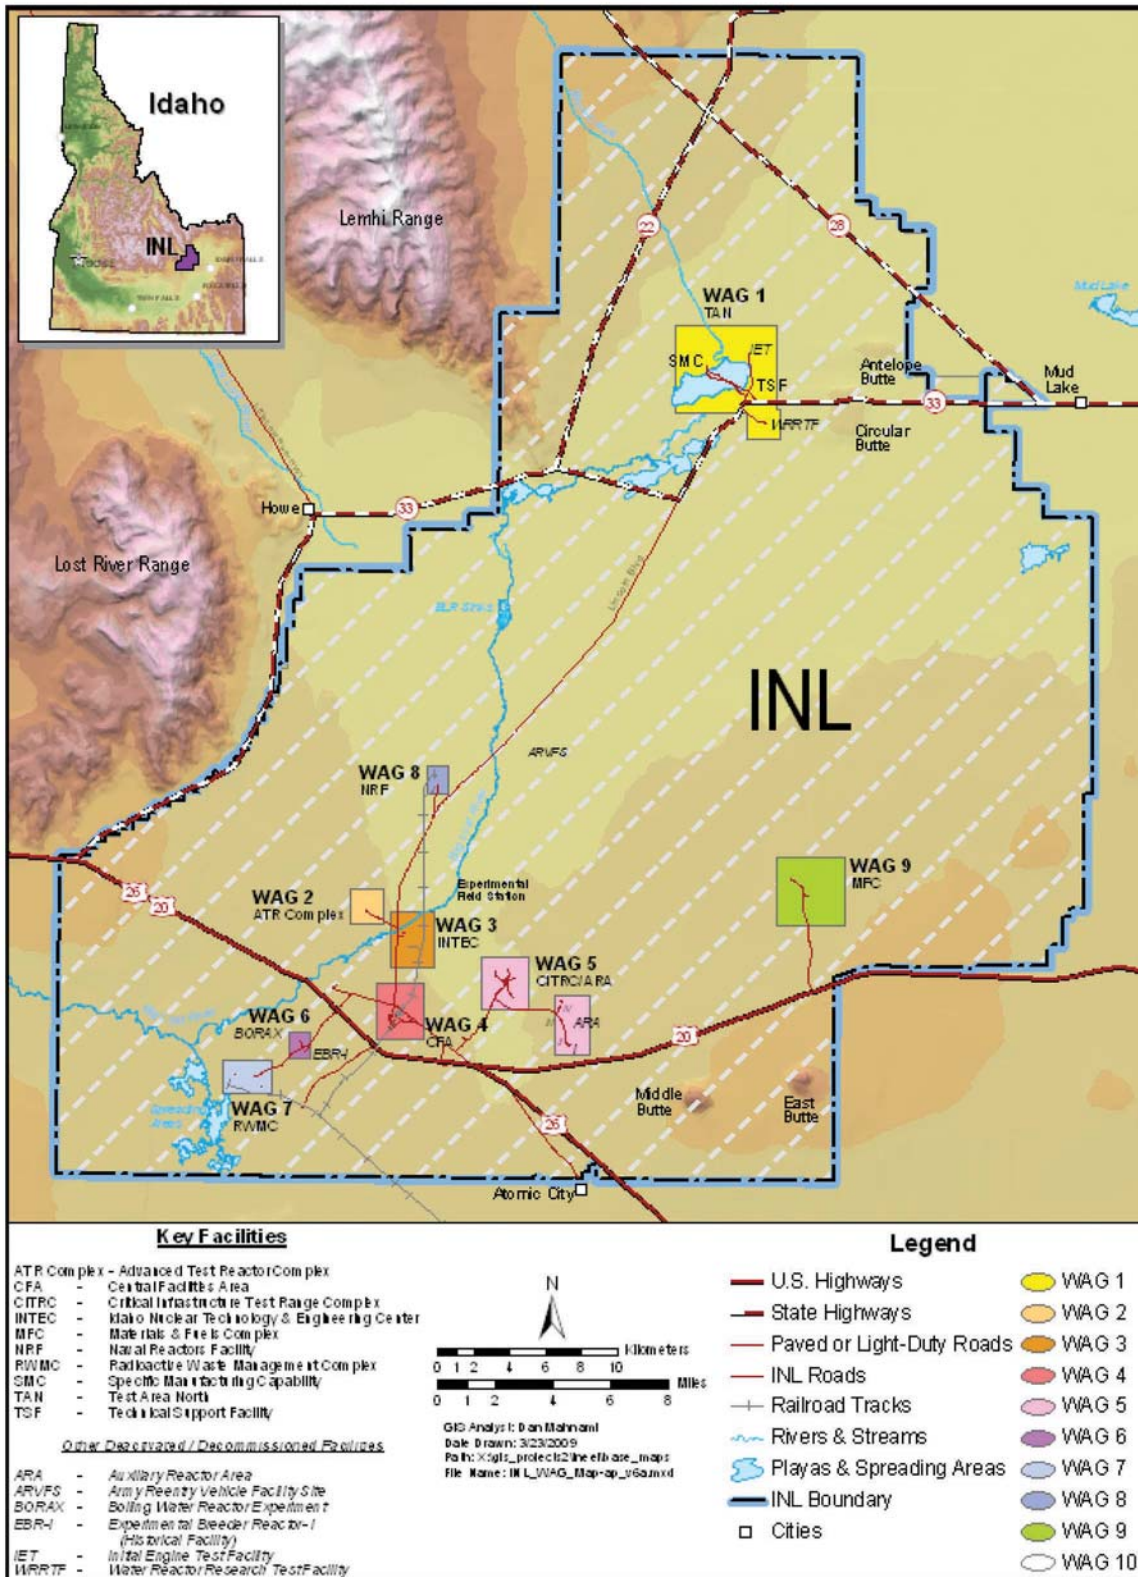 Idaho
INL
Lemhi Range
22
28
WAG 1
TAN
IET
SMC
TSF
WRRTF
Antelope
Butte
Mud
Lake
33
Circular
Butte
Mud Lake
Howe
33
Lost River Range
BLR Sinks
Lincoln Blvd
INL
ARVFS
WAG 8
NRF
WAG 9
MFC
26
20
WAG 2
ATR Complex
Experimental
Field Station
WAG 3
INTEC
WAG 5
CITRC/ARA
ARA
WAG 6
BORAX
EBR-I
WAG 4
CFA
20
WAG 7
RWMC
Spreading
Areas
Middle
Butte
East
Butte
26
Atomic City
Key Facilities
ATR Complex - Advanced Test Reactor Complex
CFA - Central Facilities Area
CITRC - Critical Infrastructure Test Range Complex
INTEC - Idaho Nuclear Technology & Engineering Center
MFC - Materials & Fuels Complex
NRF - Naval Reactors Facility
RWMC - Radioactive Waste Management Complex
SMC - Specific Manufacturing Capability
TAN - Test Area North
TSF - Technical Support Facility
Other Deactivated / Decommissioned Facilities
ARA - Auxiliary Reactor Area
ARVFS - Army Reentry Vehicle Facility Site
BORAX - Boiling Water Reactor Experiment
EBR-I - Experimental Breeder Reactor-I
(Historical Facility)
IET - Initial Engine Test Facility
WRRTF - Water Reactor Research Test Facility
N
0 1 2 4 6 8 10 Kilometers
0 1 2 4 6 8 Miles
Date Drawn: 3/23/2009
Legend
U.S. Highways
State Highways
Paved or Light-Duty Roads
INL Roads
Railroad Tracks
Rivers & Streams
Playas & Spreading Areas
INL Boundary
Cities
WAG 1
WAG 2
WAG 3
WAG 4
WAG 5
WAG 6
WAG 7
WAG 8
WAG 9
WAG 10